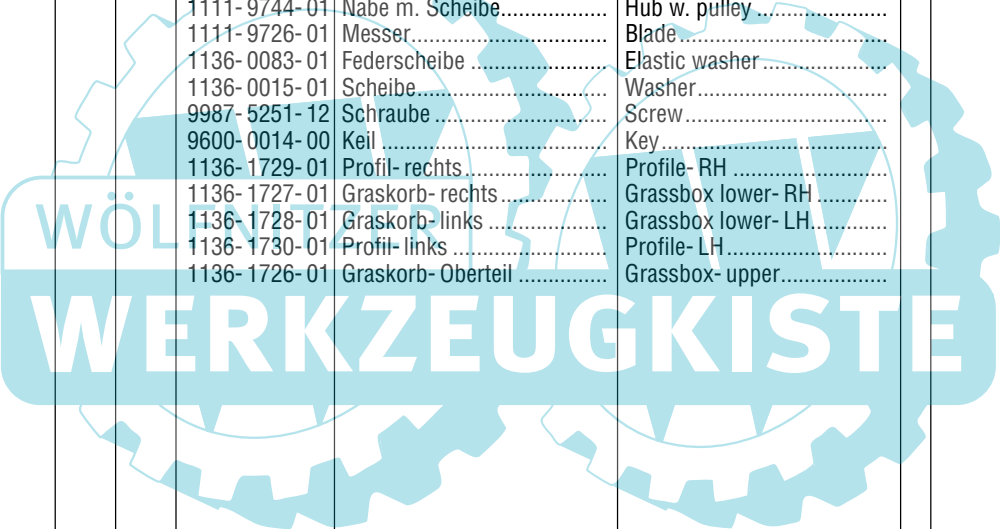 1111-9744-01 Nabe m. Scheibe.................. Hub w. pulley ......................
1111-9726-01 Messer................................. Blade...................................
1136-0083-01 Federscheibe ....................... Elastic washer .....................
1136-0015-01 Scheibe................................ Washer................................
9987-5251-12 Schraube ............................. Screw...................................
9600-0014-00 Keil ..................................... Key......................................
1136-1729-01 Profil-rechts........................ Profile-RH ..........................
1136-1727-01 Graskorb-rechts.................. Grassbox lower-RH ............
1136-1728-01 Graskorb-links .................... Grassbox lower-LH.............
1136-1730-01 Profil-links .......................... Profile-LH...........................
1136-1726-01 Graskorb-Oberteil ............... Grassbox-upper..................
WÖLFNITZER
WERKZEUGKISTE